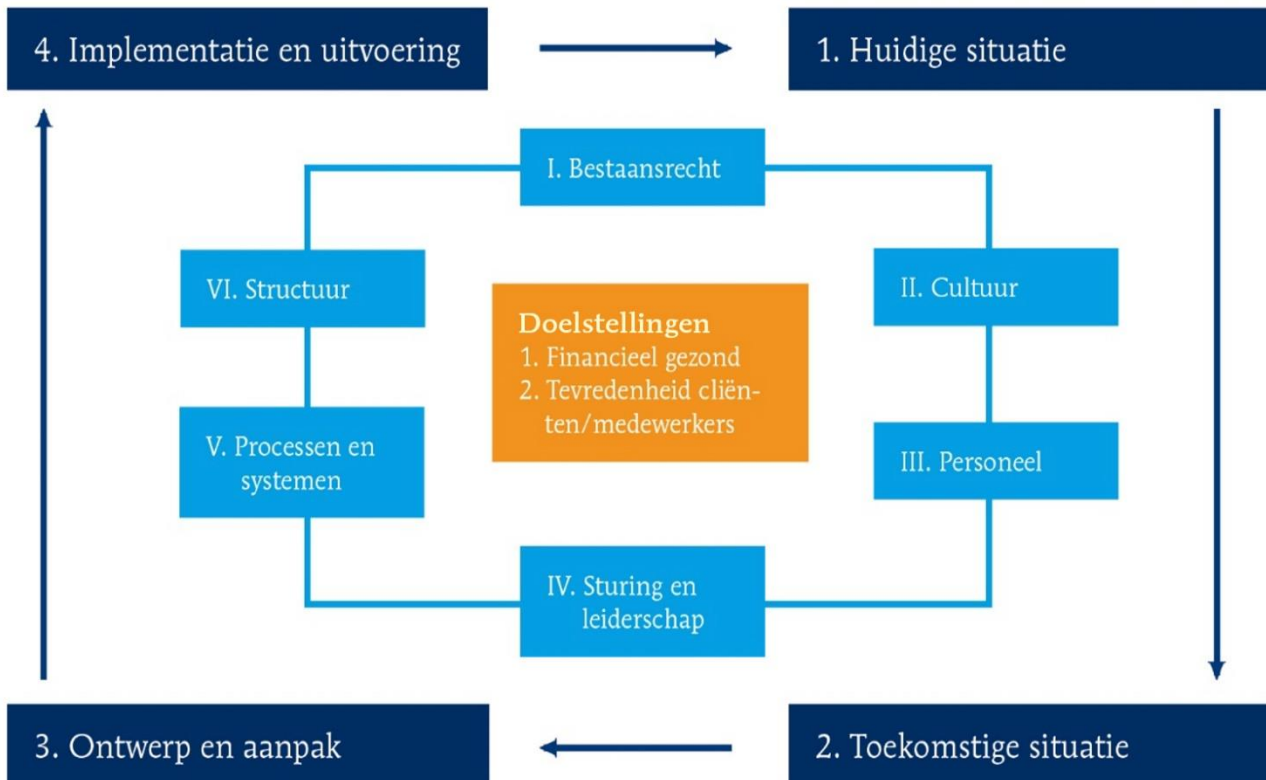 4. Implementatie en uitvoering
1. Huidige situatie
I. Bestaansrecht
VI. Structuur
II. Cultuur
Doelstellingen
1. Financieel gezond
2. Tevredenheid cliën-
ten/medewerkers
V. Processen en
systemen
III. Personeel
IV. Sturing en
leiderschap
3. Ontwerp en aanpak
2. Toekomstige situatie